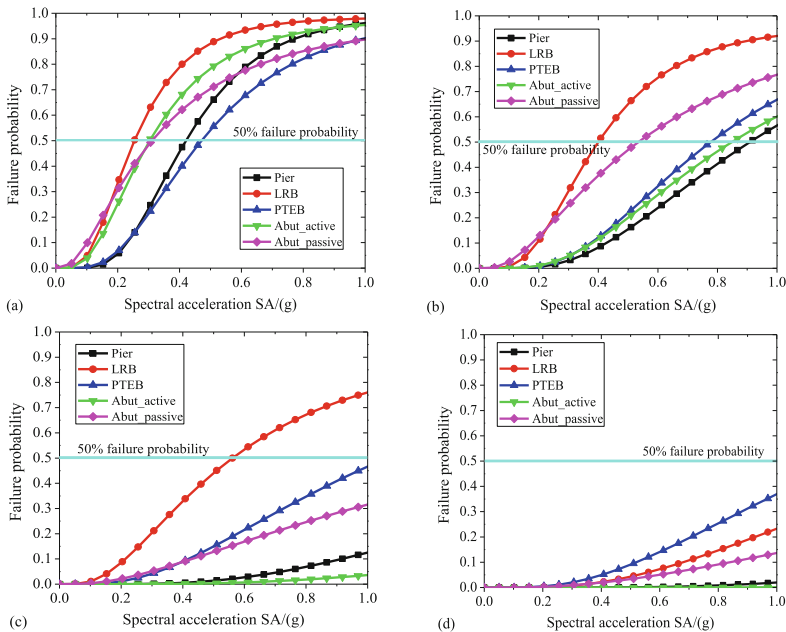 1.0
0.9
0.8
0.7
0.6
0.5
0.4
0.3
0.2
0.1
0.0
Failure probability
50% failure probability
Pier
LRB
PTEB
Abut_active
Abut_passive
0.0 0.2 0.4 0.6 0.8 1.0
Spectral acceleration SA/(g)
(a)
1.0
0.9
0.8
0.7
0.6
0.5
0.4
0.3
0.2
0.1
0.0
Failure probability
Pier
LRB
PTEB
Abut_active
Abut_passive
50% failure probability
0.0 0.2 0.4 0.6 0.8 1.0
Spectral acceleration SA/(g)
(b)
1.0
0.9
0.8
0.7
0.6
0.5
0.4
0.3
0.2
0.1
0.0
Failure probability
Pier
LRB
PTEB
Abut_active
Abut_passive
50% failure probability
0.0 0.2 0.4 0.6 0.8 1.0
Spectral acceleration SA/(g)
(c)
1.0
0.9
0.8
0.7
0.6
0.5
0.4
0.3
0.2
0.1
0.0
Failure probability
Pier
LRB
PTEB
Abut_active
Abut_passive
50% failure probability
0.0 0.2 0.4 0.6 0.8 1.0
Spectral acceleration SA/(g)
(d)